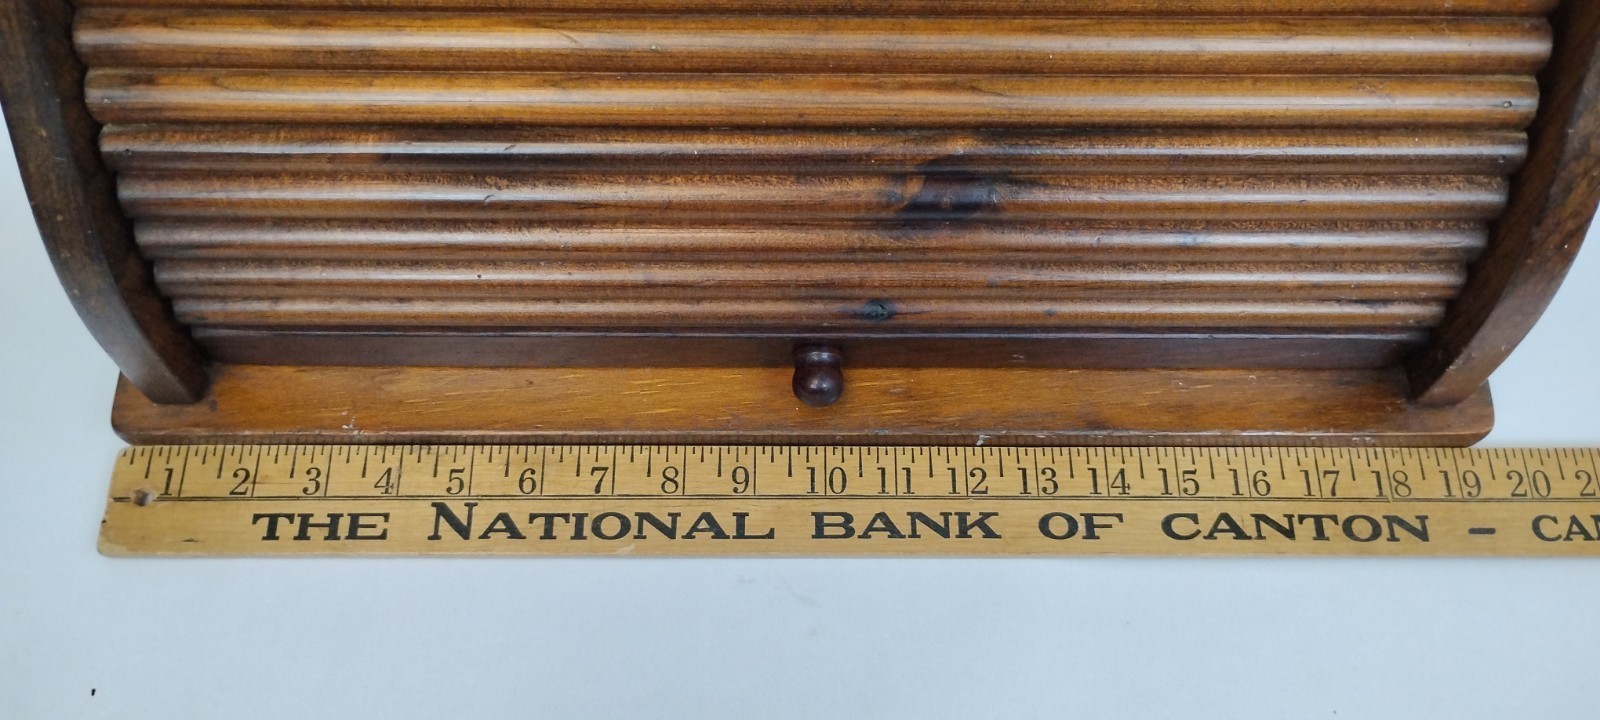 1 2 3 4 5 6 7 8 9 10 11 12 13 14 15 16 17 18 19 20
THE NATIONAL BANK OF CANTON –